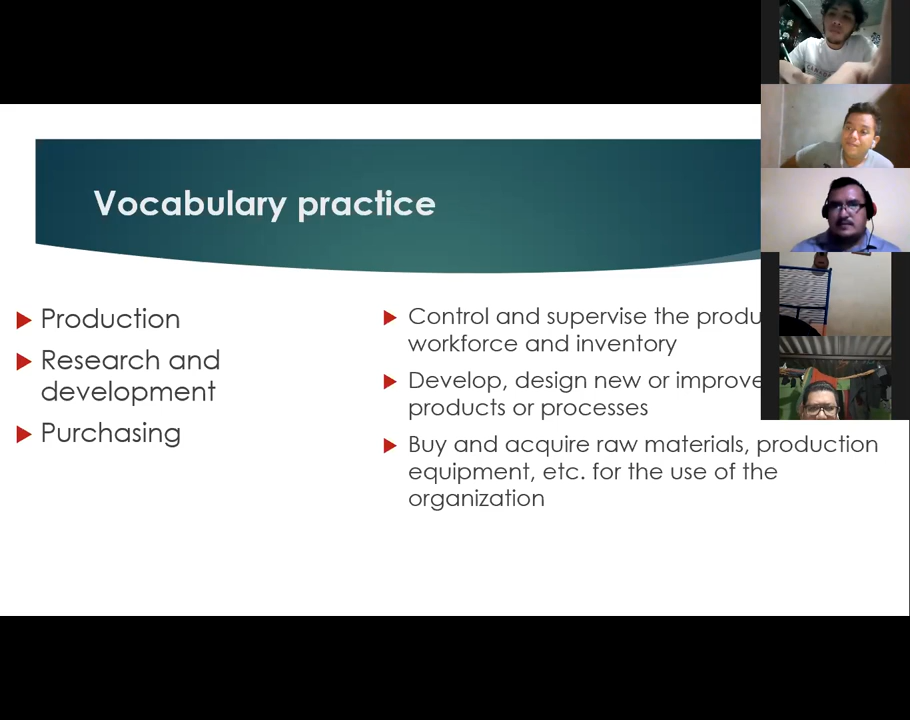 Vocabulary practice
Production
Research and
development
Purchasing
Control and supervise the
workforce and inventory
Develop, design new or improve
products or processes
Buy and acquire raw materials, production
equipment, etc. for the use of the
organization